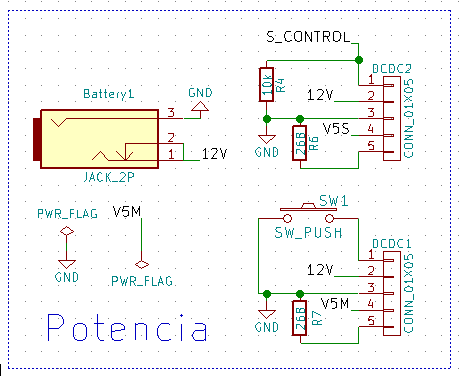 S_CONTROL
Battery1
GND
3
2
1
12V
JACK_2P
10k
R4
12V
GND
V5S
268
R6
DCDC2
1
2
3
4
5
CONN_01X05
PWR_FLAG
GND
V5M
PWR_FLAG
SW1
SW_PUSH
12V
GND
V5M
268
R7
DCDC1
1
2
3
4
5
CONN_01X05
Potencia